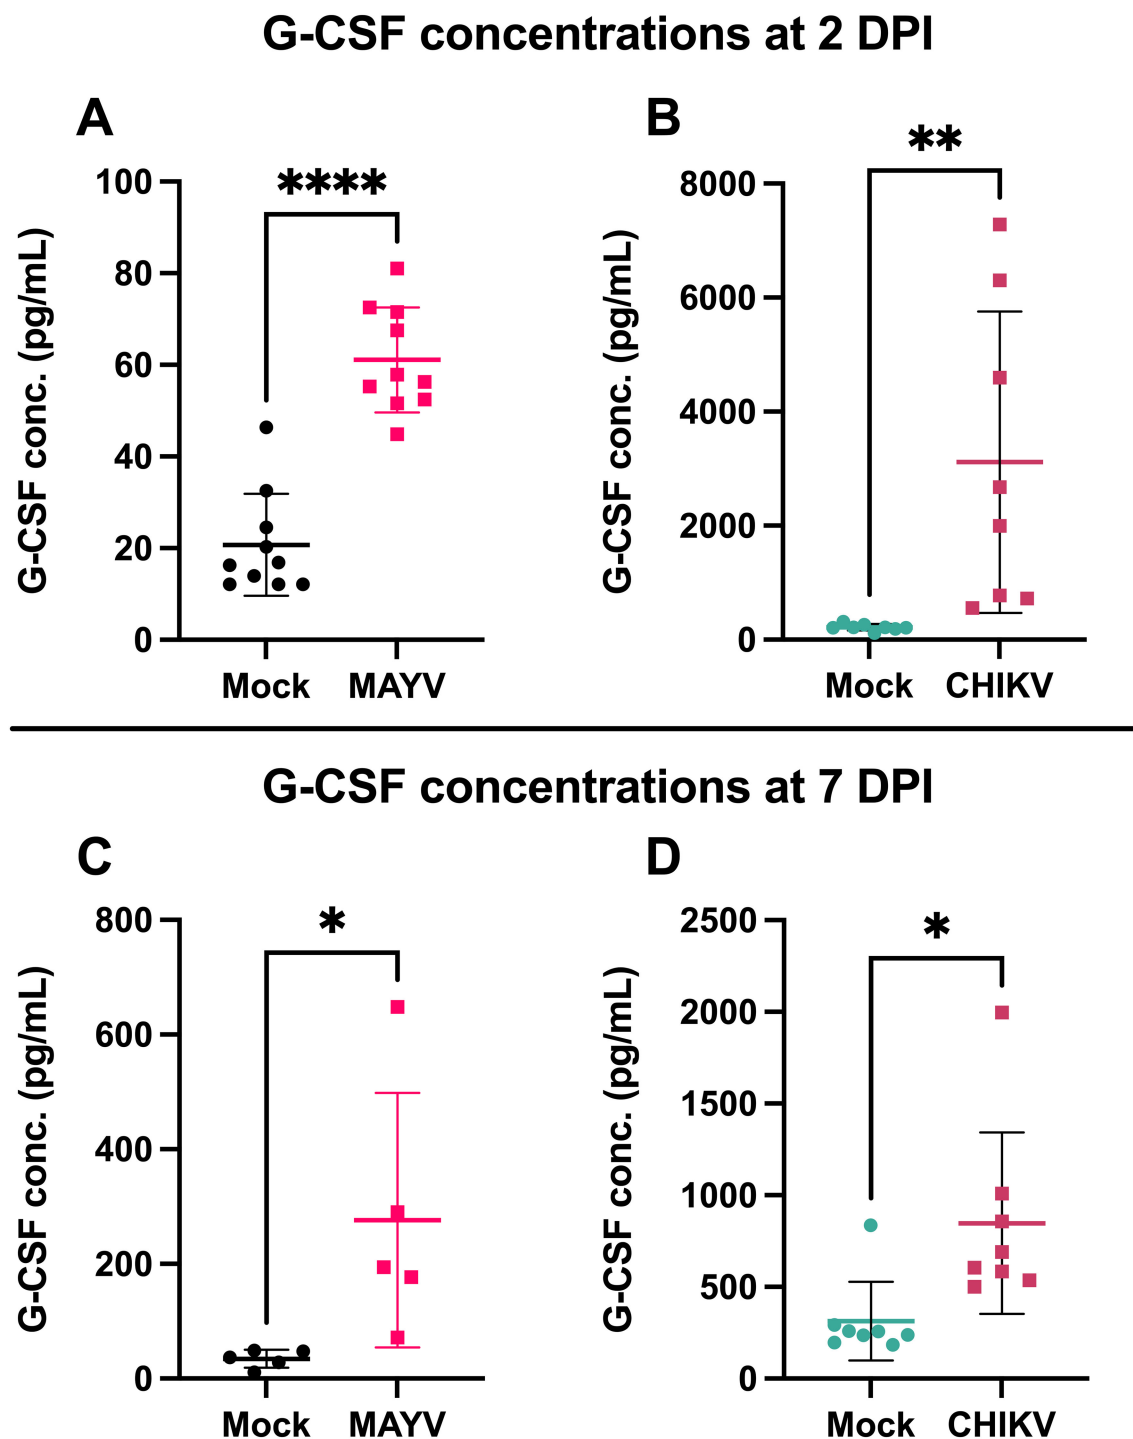 G-CSF concentrations at 2 DPI
A
B
****
**
G-CSF conc. (pg/mL)
100
80
60
40
20
0
Mock MAYV
G-CSF conc. (pg/mL)
8000
6000
4000
2000
0
Mock CHIKV
G-CSF concentrations at 7 DPI
C
D
*
*
G-CSF conc. (pg/mL)
800
600
400
200
0
Mock MAYV
G-CSF conc. (pg/mL)
2500
2000
1500
1000
500
0
Mock CHIKV